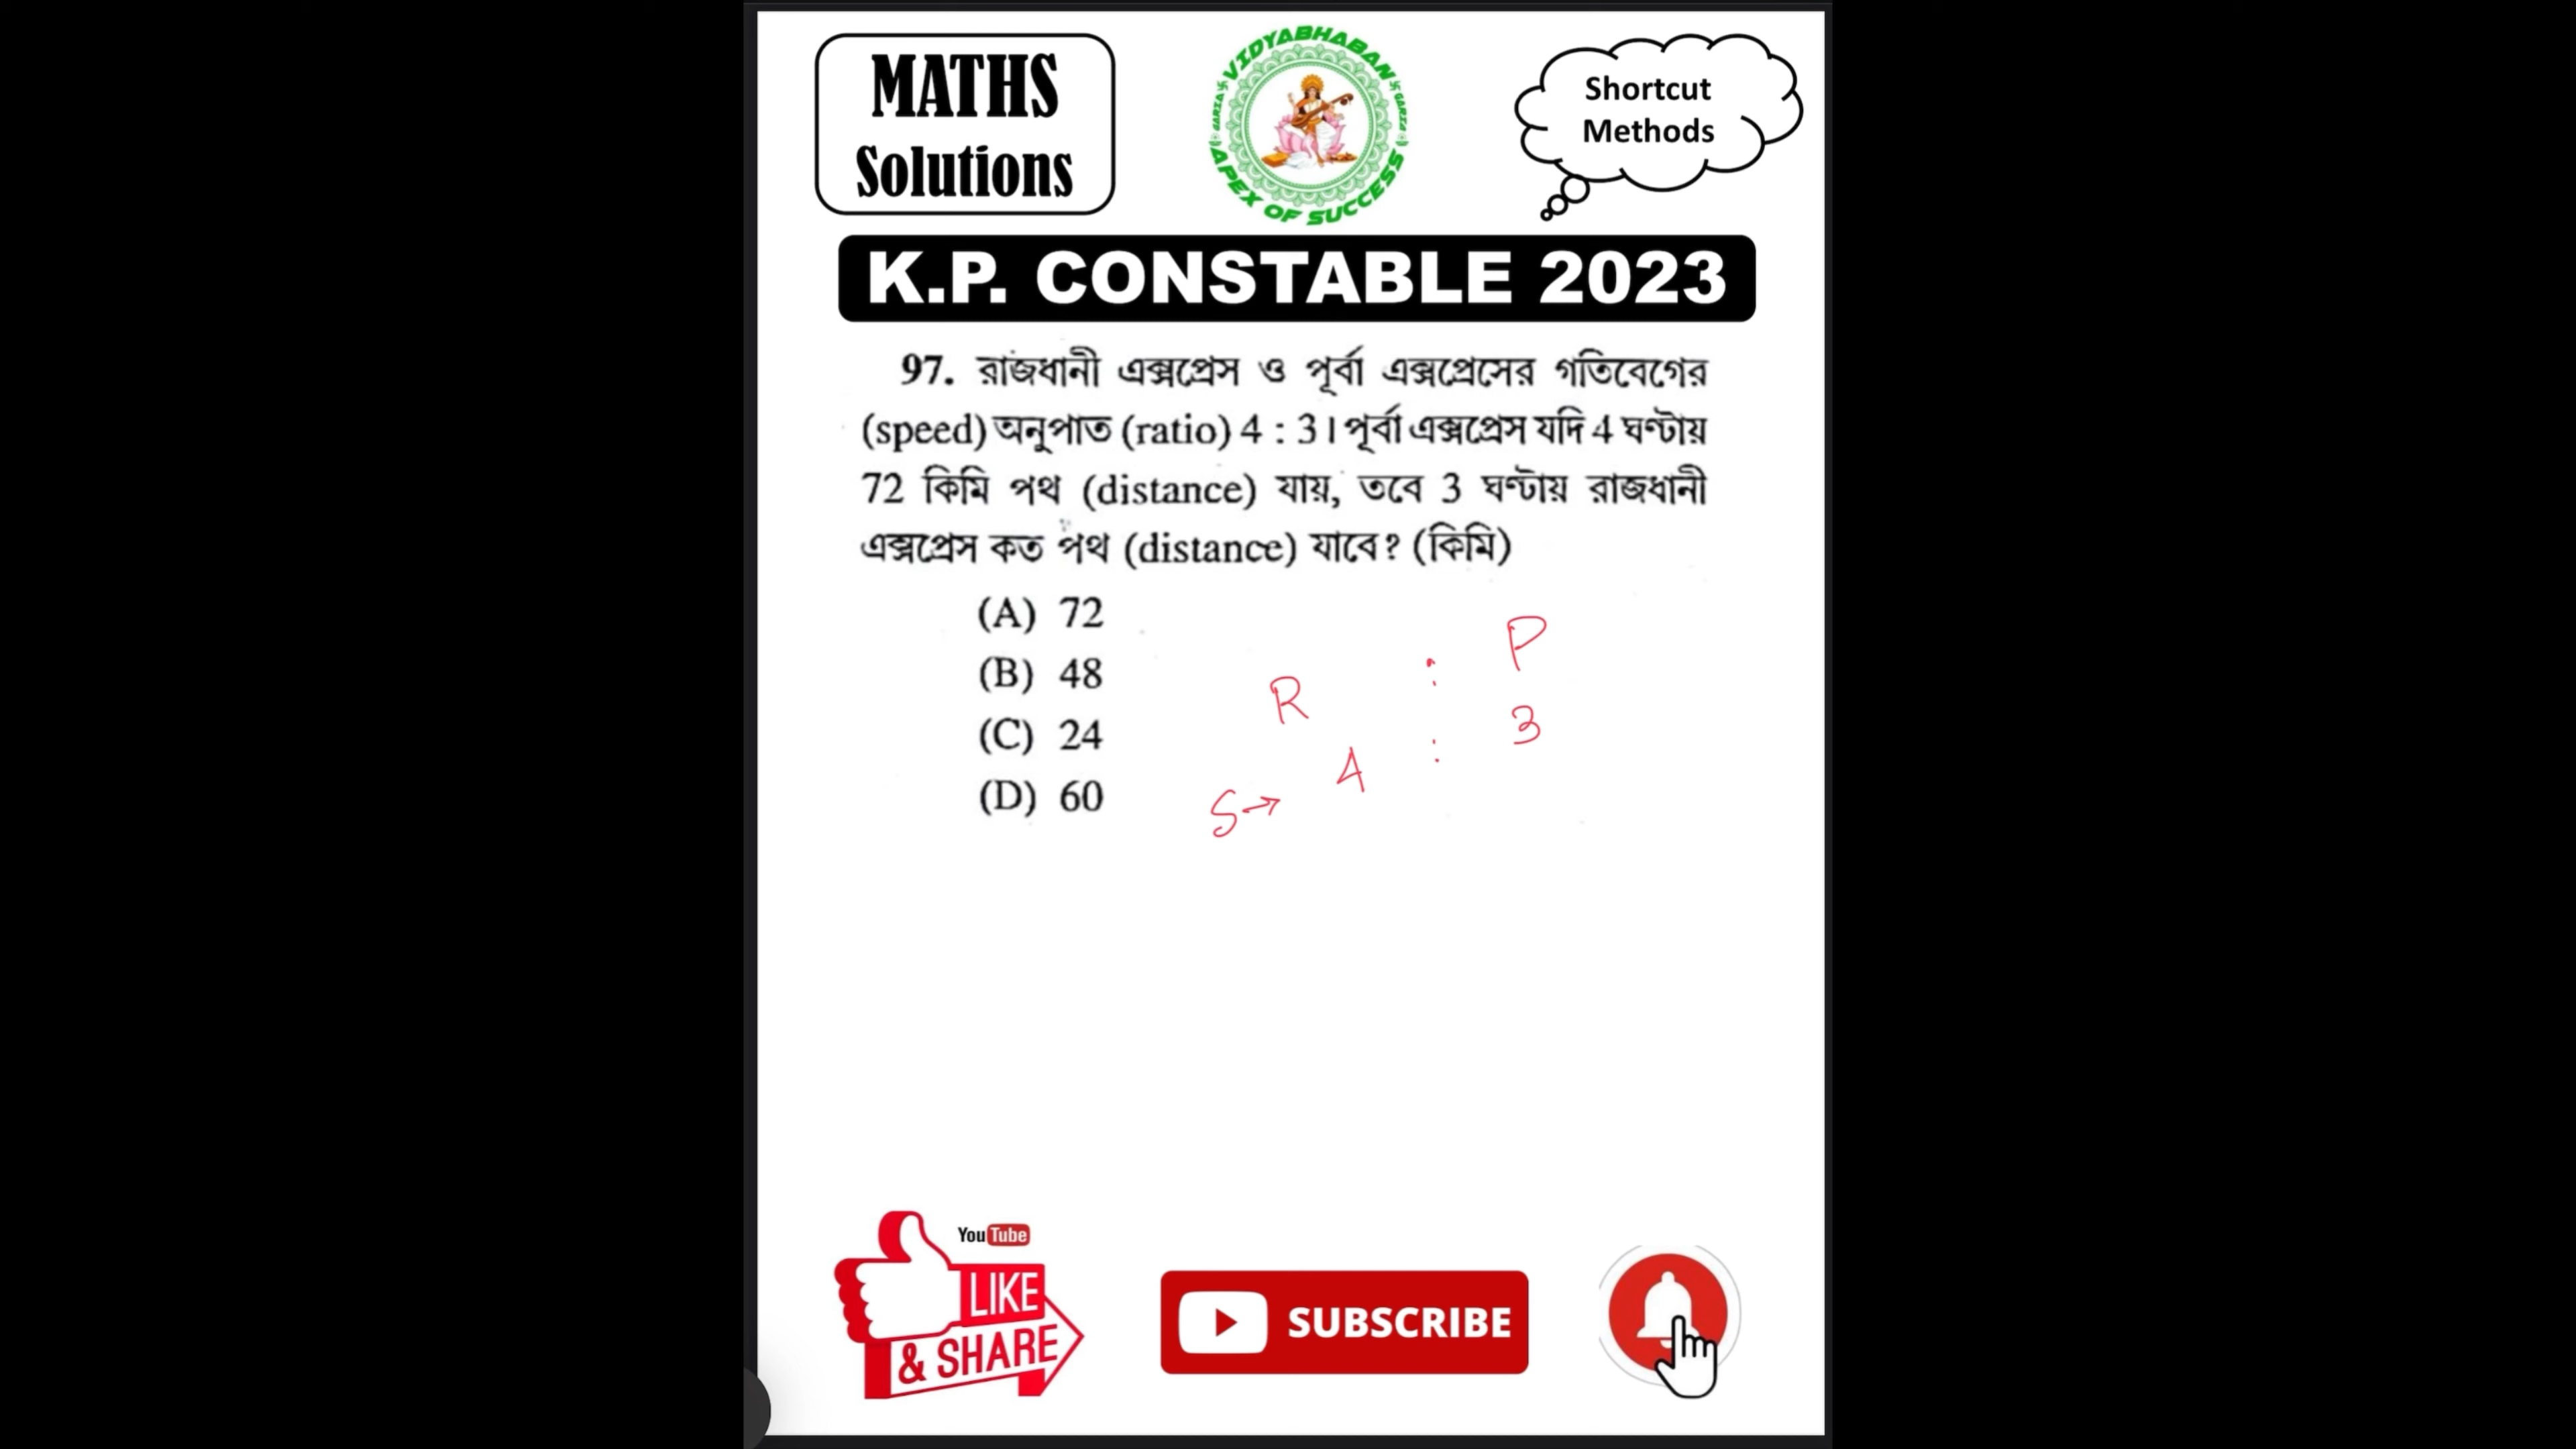 MATHS
Solutions
VIDYABHABAN
GARIA
GARIA
APEX OF SUCCESS
Shortcut
Methods
K.P. CONSTABLE 2023
97. রাজধানী এক্সপ্রেস ও পূর্বা এক্সপ্রেসের গতিবেগের
(speed) অনুপাত (ratio) 4 : 3। পূর্বা এক্সপ্রেস যদি 4 ঘণ্টায়
72 কিমি পথ (distance) যায়, তবে 3 ঘণ্টায় রাজধানী
এক্সপ্রেস কত পথ (distance) যাবে? (কিমি)
(A) 72
(B) 48
(C) 24
(D) 60
R : P
S→ 4 : 3
YouTube
LIKE
& SHARE
SUBSCRIBE